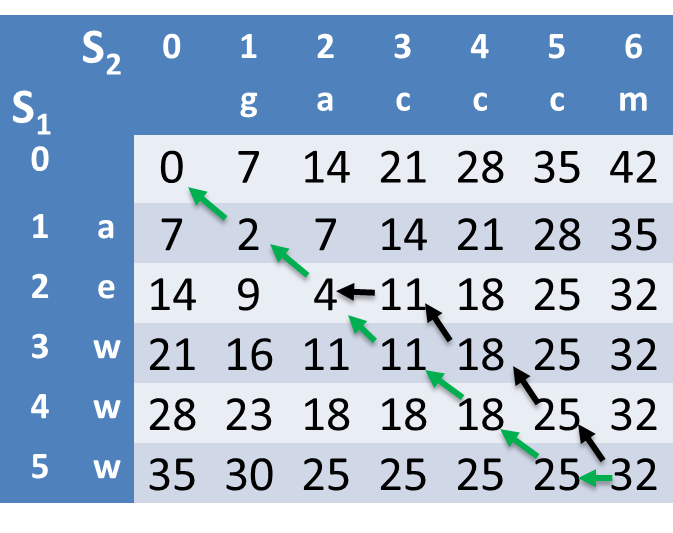 S2 0 1 2 3 4 5 6
S1 g a c c c m
0 0 7 14 21 28 35 42
1 a 7 2 7 14 21 28 35
2 e 14 9 4 11 18 25 32
3 w 21 16 11 11 18 25 32
4 w 28 23 18 18 18 25 32
5 w 35 30 25 25 25 25 32